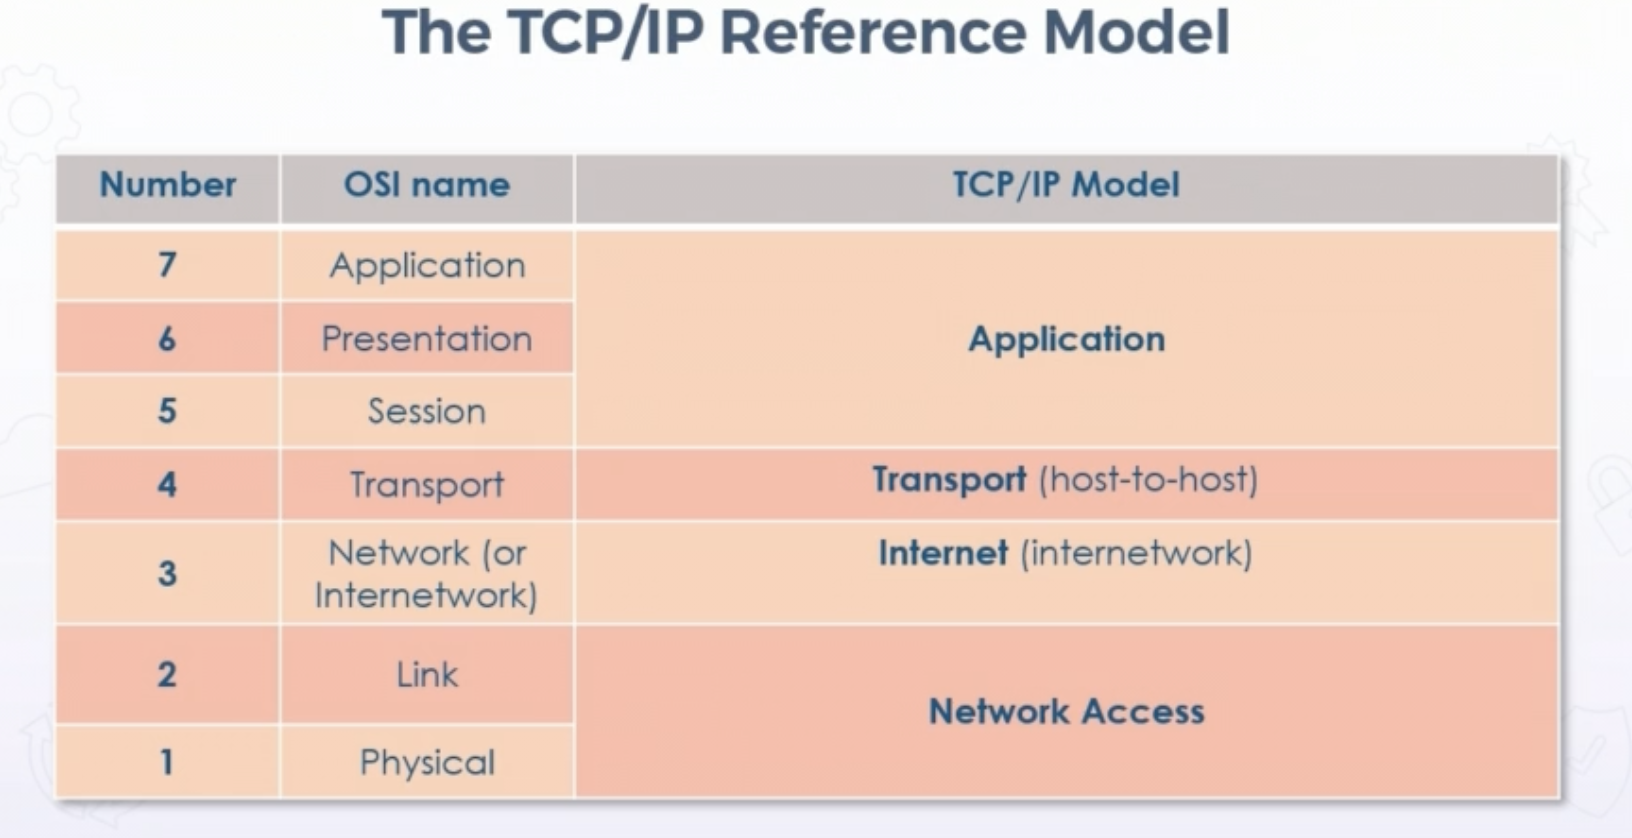 The TCP/IP Reference Model
Number OSI name TCP/IP Model
7 Application
6 Presentation
5 Session
Application
4 Transport Transport (host-to-host)
3 Network (or
Internetwork)
Internet (internetwork)
2 Link
1 Physical
Network Access